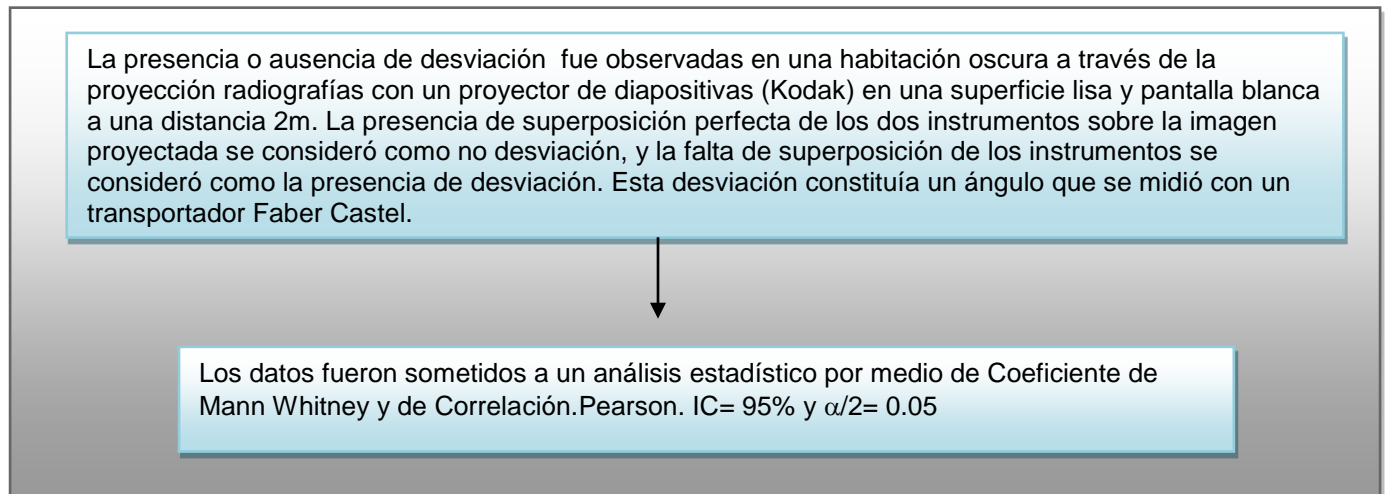 La presencia o ausencia de desviación  fue observadas en una habitación oscura a través de la
proyección radiografías con un proyector de diapositivas (Kodak) en una superficie lisa y pantalla blanca
a una distancia 2m. La presencia de superposición perfecta de los dos instrumentos sobre la imagen
proyectada se consideró como no desviación, y la falta de superposición de los instrumentos se
consideró como la presencia de desviación. Esta desviación constituía un ángulo que se midió con un
transportador Faber Castel.
Los datos fueron sometidos a un análisis estadístico por medio de Coeficiente de
Mann Whitney y de Correlación.Pearson. IC= 95% y α/2= 0.05